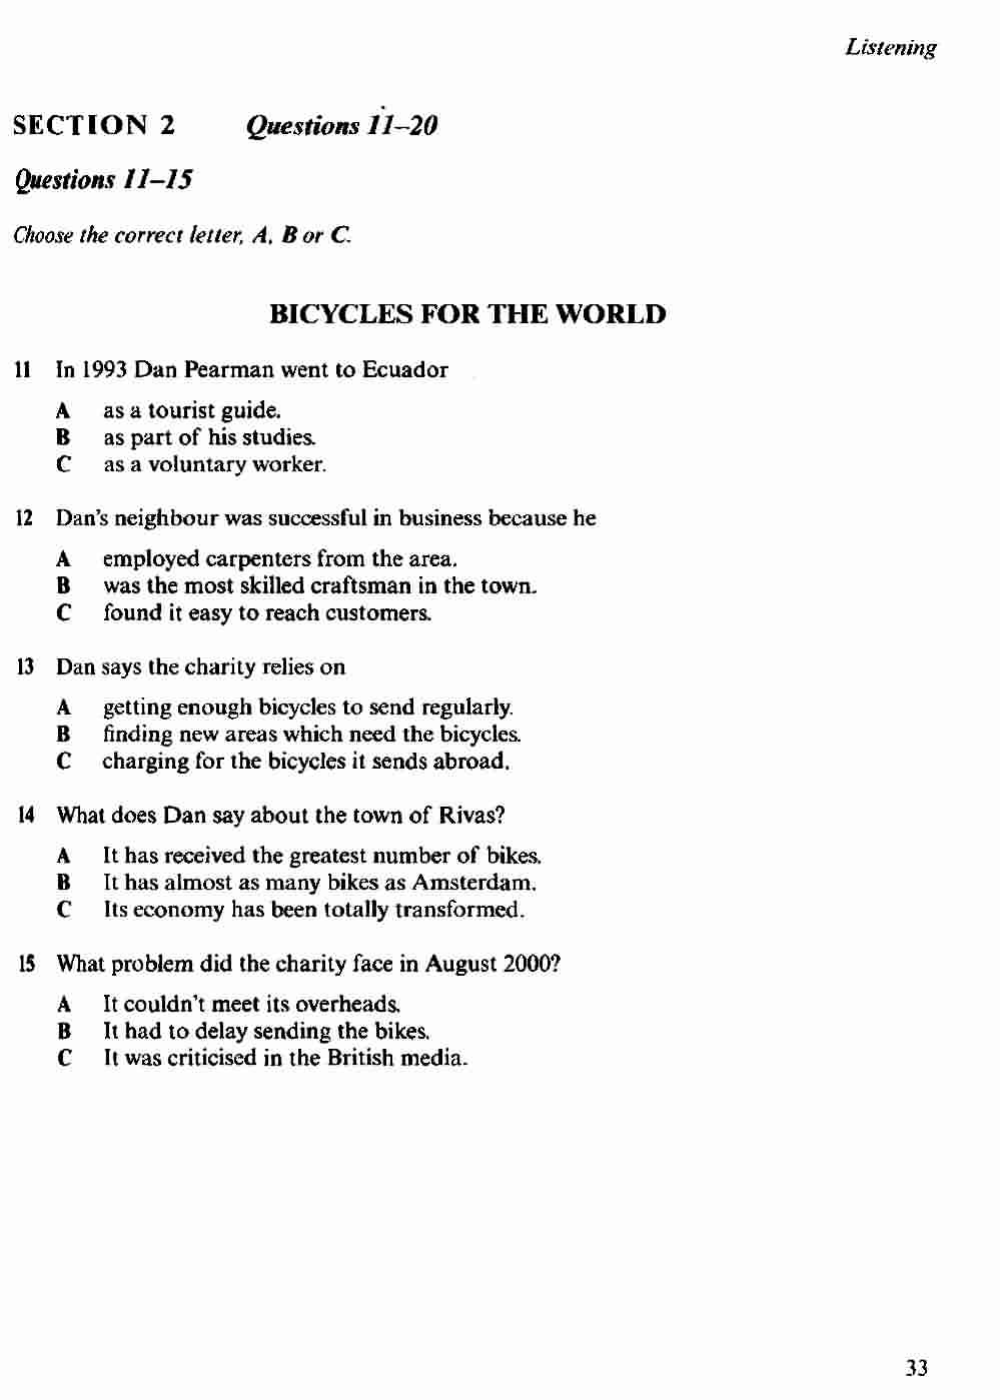 Listening
SECTION 2 Questions 11–20
Questions 11–15
Choose the correct letter, A, B or C.
BICYCLES FOR THE WORLD
11 In 1993 Dan Pearman went to Ecuador
A as a tourist guide.
B as part of his studies.
C as a voluntary worker.
12 Dan's neighbour was successful in business because he
A employed carpenters from the area.
B was the most skilled craftsman in the town.
C found it easy to reach customers.
13 Dan says the charity relies on
A getting enough bicycles to send regularly.
B finding new areas which need the bicycles.
C charging for the bicycles it sends abroad.
14 What does Dan say about the town of Rivas?
A It has received the greatest number of bikes.
B It has almost as many bikes as Amsterdam.
C Its economy has been totally transformed.
15 What problem did the charity face in August 2000?
A It couldn't meet its overheads.
B It had to delay sending the bikes.
C It was criticised in the British media.
33